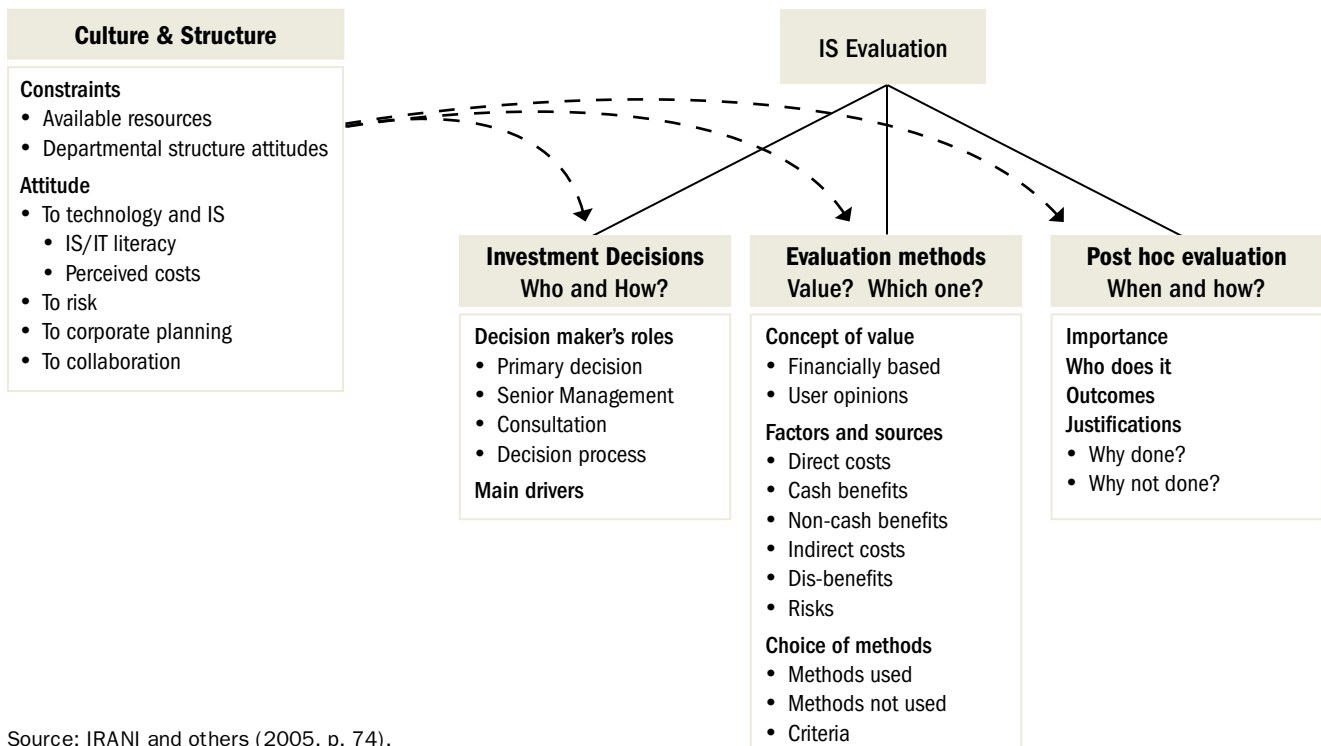 Culture & Structure
Constraints
• Available resources
• Departmental structure attitudes
Attitude
• To technology and IS
• IS/IT literacy
• Perceived costs
• To risk
• To corporate planning
• To collaboration
IS Evaluation
Investment Decisions
Who and How?
Decision maker's roles
• Primary decision
• Senior Management
• Consultation
• Decision process
Main drivers
Evaluation methods
Value? Which one?
Concept of value
• Financially based
• User opinions
Factors and sources
• Direct costs
• Cash benefits
• Non-cash benefits
• Indirect costs
• Dis-benefits
• Risks
Choice of methods
• Methods used
• Methods not used
• Criteria
Post hoc evaluation
When and how?
Importance
Who does it
Outcomes
Justifications
• Why done?
• Why not done?
Source: IRANI and others (2005, p. 74).